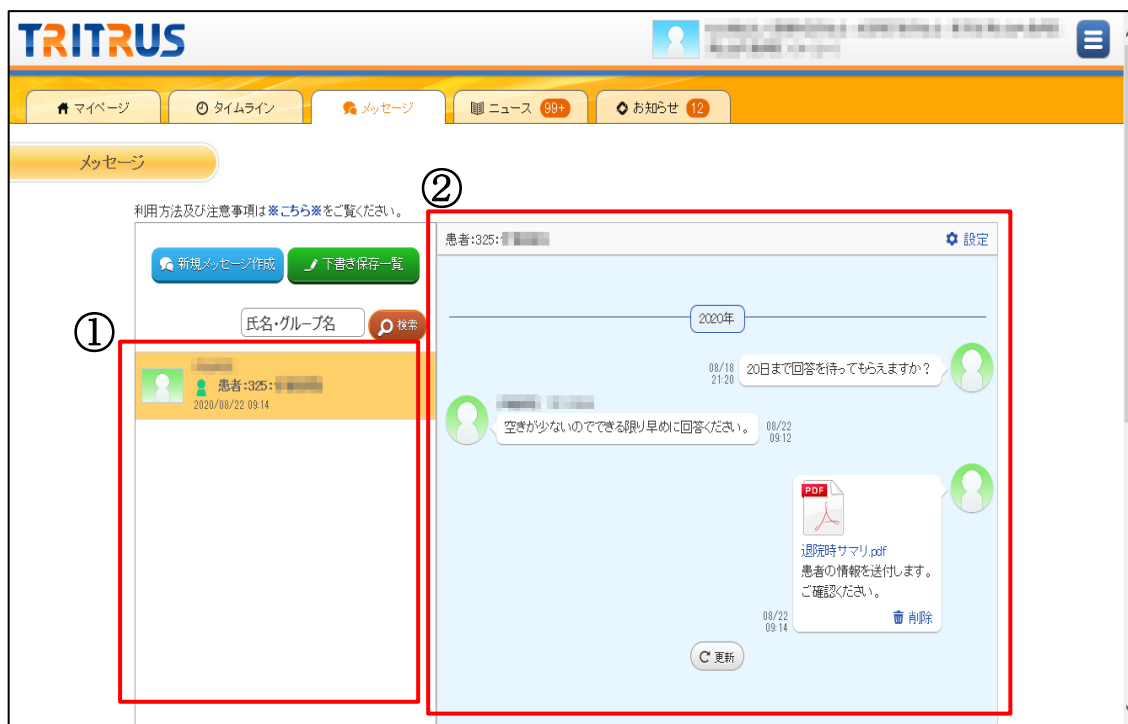 TRITRUS
マイページ
タイムライン
メッセージ
ニュース 99+
お知らせ 12
メッセージ
利用方法及び注意事項は※こちら※をご覧ください。
新規メッセージ作成
下書き保存一覧
氏名・グループ名
検索
①
患者:325:
2020/08/22 09:14
②
患者:325:
設定
2020年
08/18
21:20
20日まで回答を待ってもらえますか?
空きが少ないのでできる限り早めに回答ください。
08/22
09:12
PDF
退院時サマリ.pdf
患者の情報を送付します。
ご確認ください。
08/22
09:14
削除
更新